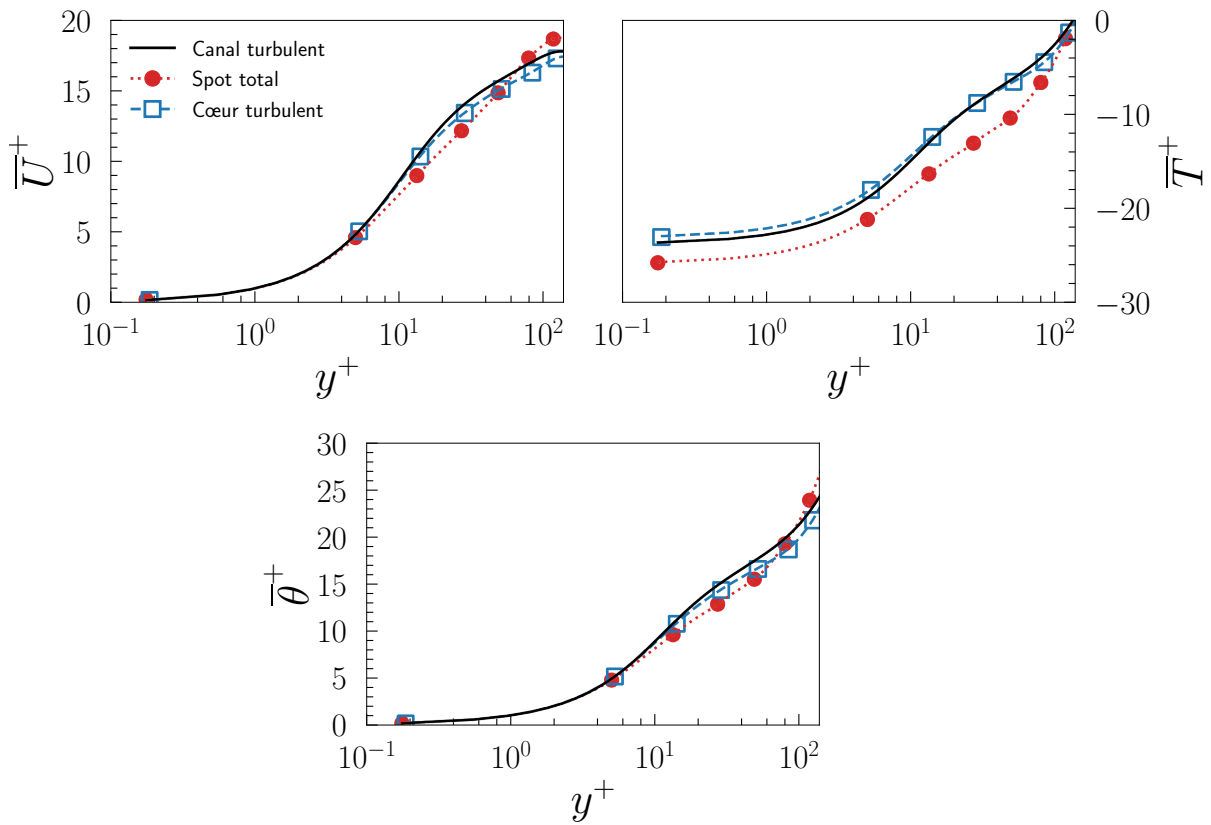 20
15
10
5
0
Canal turbulent
Spot total
Cœur turbulent
U̅⁺
10⁻¹ 10⁰ 10¹ 10²
y⁺
0
−10
−20
−30
T̅⁺
10⁻¹ 10⁰ 10¹ 10²
y⁺
30
25
20
15
10
5
0
θ̅⁺
10⁻¹ 10⁰ 10¹ 10²
y⁺